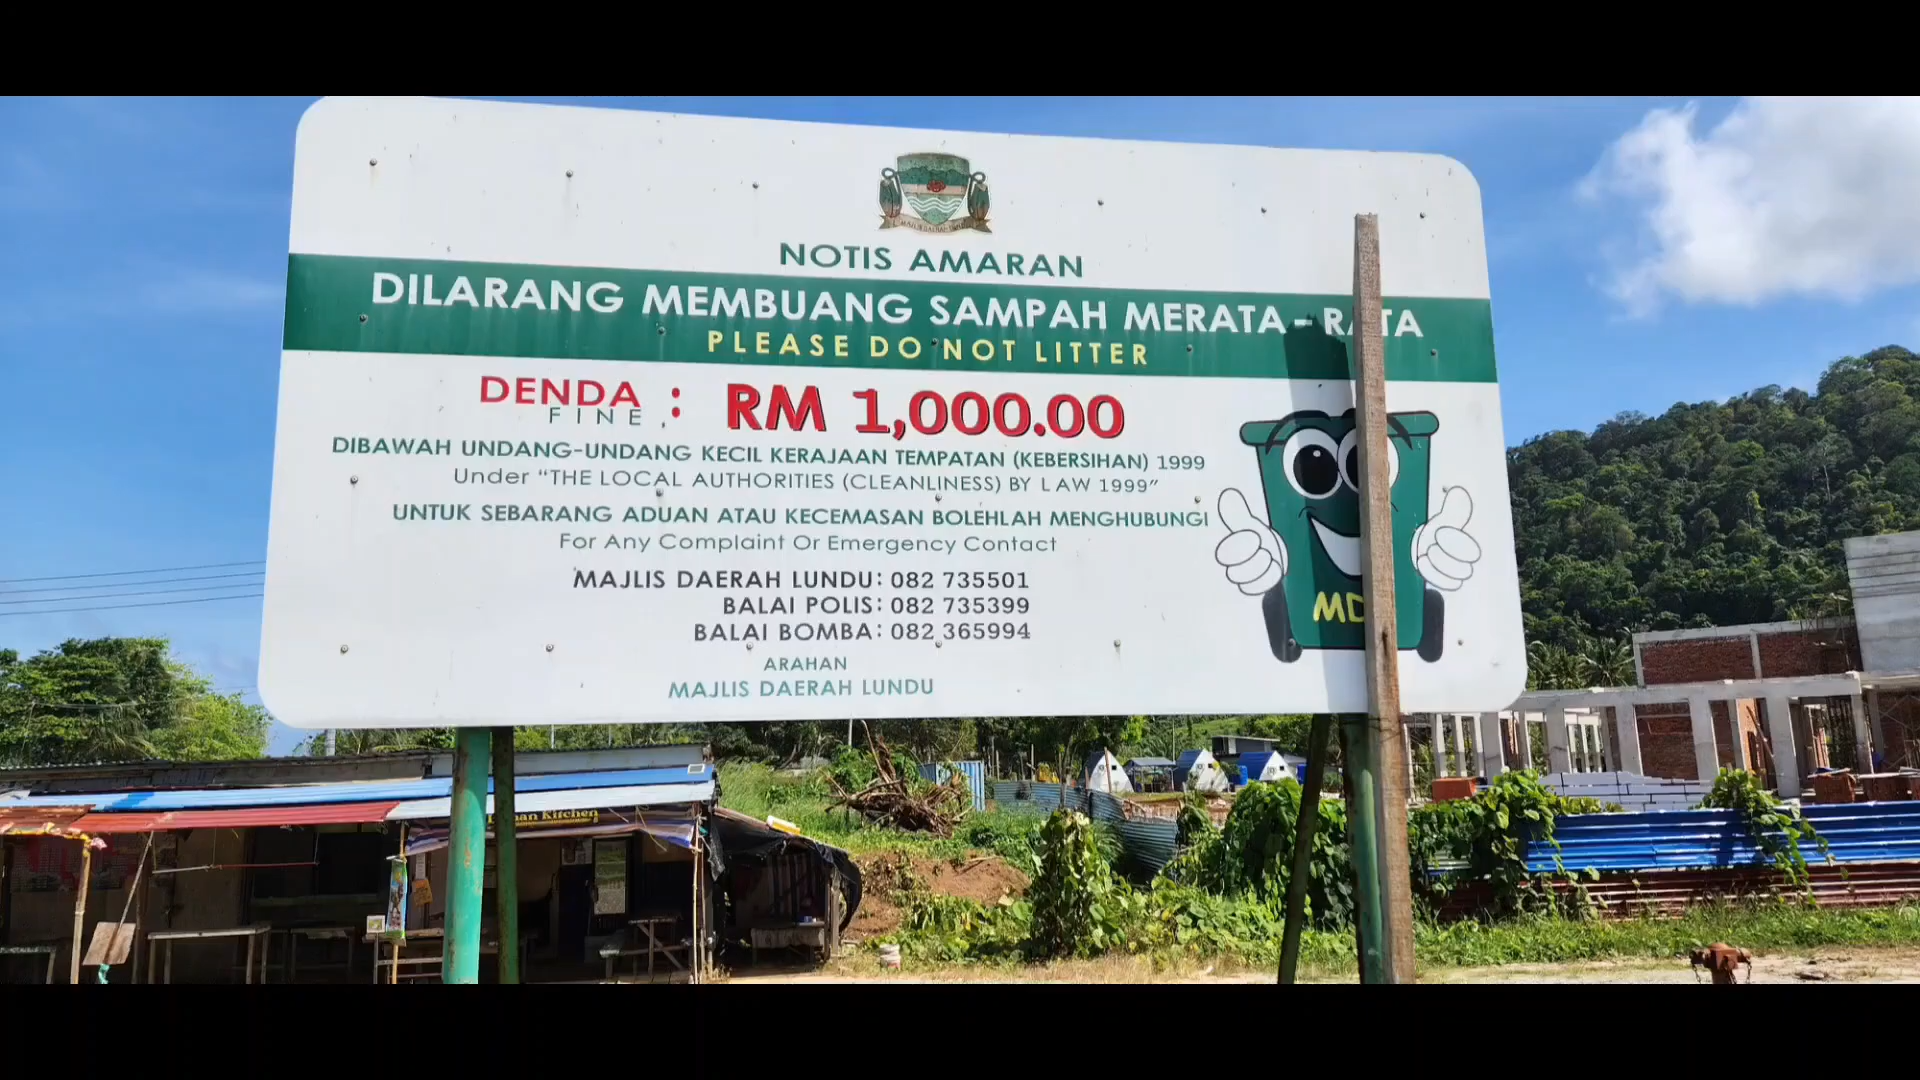 NOTIS AMARAN
DILARANG MEMBUANG SAMPAH MERATA - RATA
PLEASE DO NOT LITTER
DENDA : RM 1,000.00
FINE :
DIBAWAH UNDANG-UNDANG KECIL KERAJAAN TEMPATAN (KEBERSIHAN) 1999
Under “THE LOCAL AUTHORITIES (CLEANLINESS) BY LAW 1999”
UNTUK SEBARANG ADUAN ATAU KECEMASAN BOLEHLAH MENGHUBUNGI
For Any Complaint Or Emergency Contact
MAJLIS DAERAH LUNDU: 082 735501
BALAI POLIS: 082 735399
BALAI BOMBA: 082 365994
ARAHAN
MAJLIS DAERAH LUNDU
Kitchen